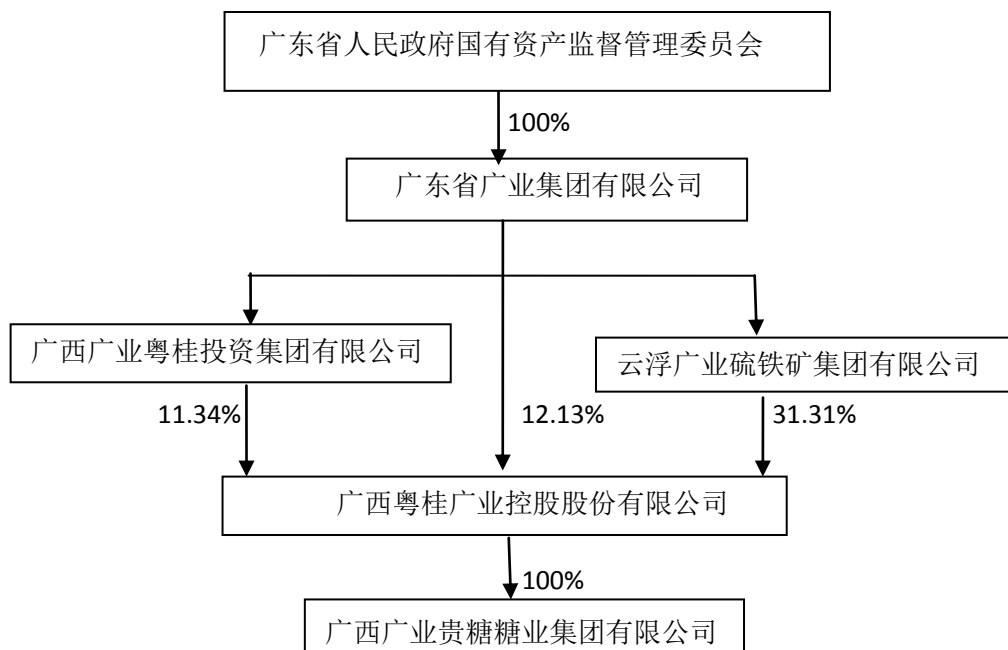 广东省人民政府国有资产监督管理委员会
100%
广东省广业集团有限公司
广西广业粤桂投资集团有限公司
云浮广业硫铁矿集团有限公司
11.34%
12.13%
31.31%
广西粤桂广业控股股份有限公司
100%
广西广业贵糖糖业集团有限公司